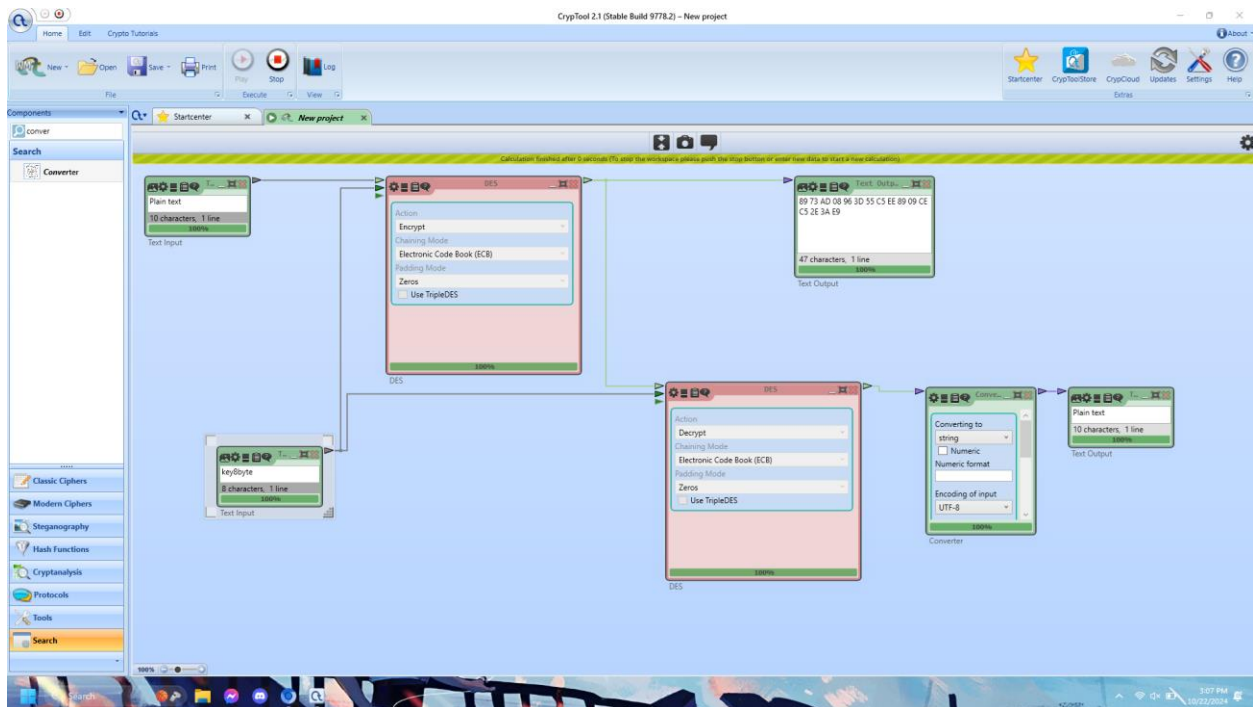 CrypTool 2.1 (Stable Build 9778.2) – New project
Home Edit Crypto Tutorials About
New Open Save Print Play Stop Log Startcenter CrypToolStore CrypCloud Updates Settings Help
File Execute View Extras
Components
conver
Search
Converter
Startcenter New project
Calculation finished after 0 seconds (To stop the workspace please push the stop button or enter new data to start a new calculation)
T...
Plain text
10 characters, 1 line
100%
Text Input
DES
Action
Encrypt
Chaining Mode
Electronic Code Book (ECB)
Padding Mode
Zeros
Use TripleDES
100%
DES
Text Outp...
89 73 AD 08 96 3D 55 C5 EE 89 09 CE
C5 2E 3A E9
47 characters, 1 line
100%
Text Output
T...
key8byte
8 characters, 1 line
100%
Text Input
DES
Action
Decrypt
Chaining Mode
Electronic Code Book (ECB)
Padding Mode
Zeros
Use TripleDES
100%
DES
Conve...
Converting to
string
Numeric
Numeric format
Encoding of input
UTF-8
100%
Converter
T...
Plain text
10 characters, 1 line
100%
Text Output
Classic Ciphers
Modern Ciphers
Steganography
Hash Functions
Cryptanalysis
Protocols
Tools
Search
100%
Search
3:07 PM
10/22/2024